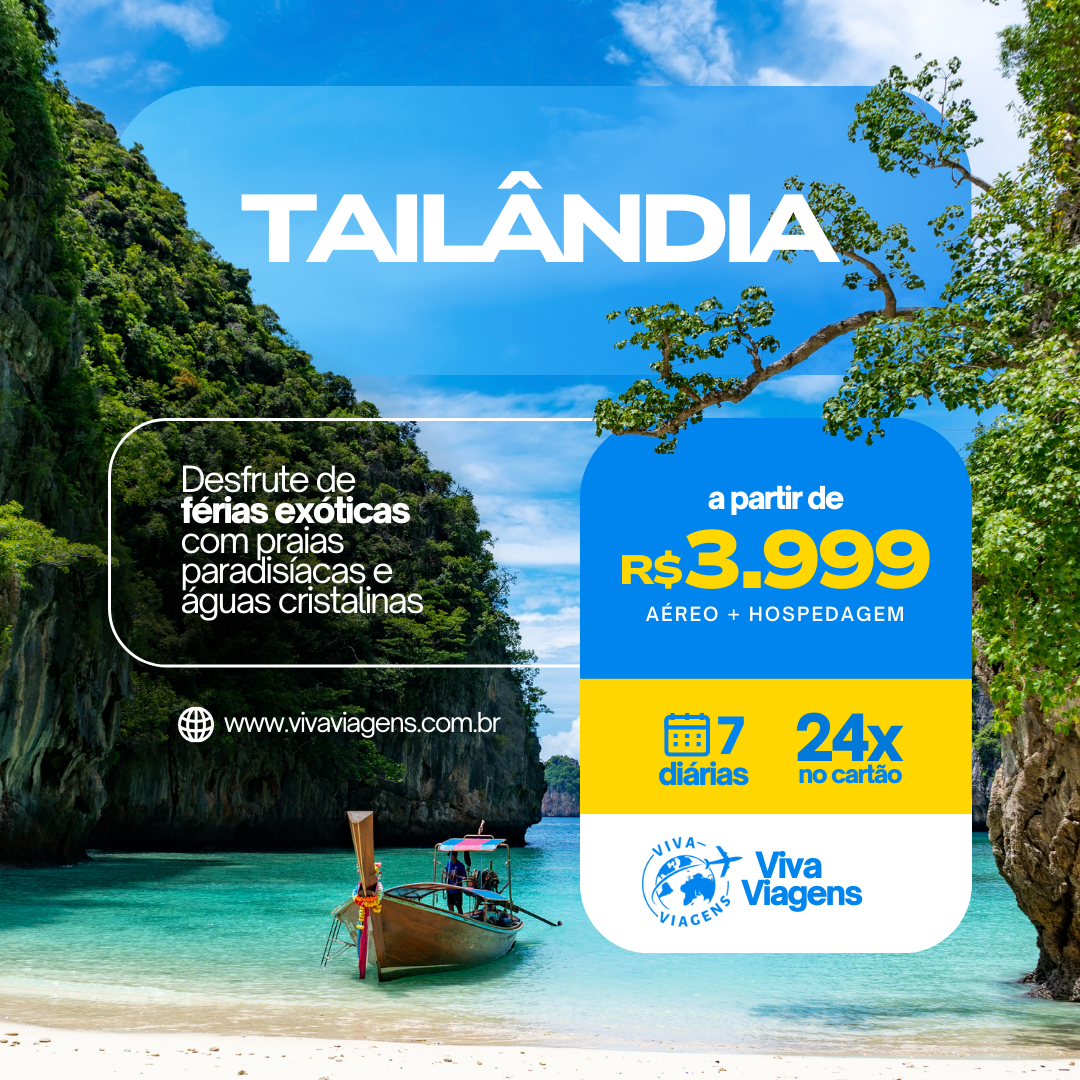 TAILÂNDIA
Desfrute de
férias exóticas
com praias
paradisíacas e
águas cristalinas
www.vivaviagens.com.br
a partir de
R$3.999
AÉREO + HOSPEDAGEM
7
diárias
24x
no cartão
VIVA
VIAGENS
Viva
Viagens